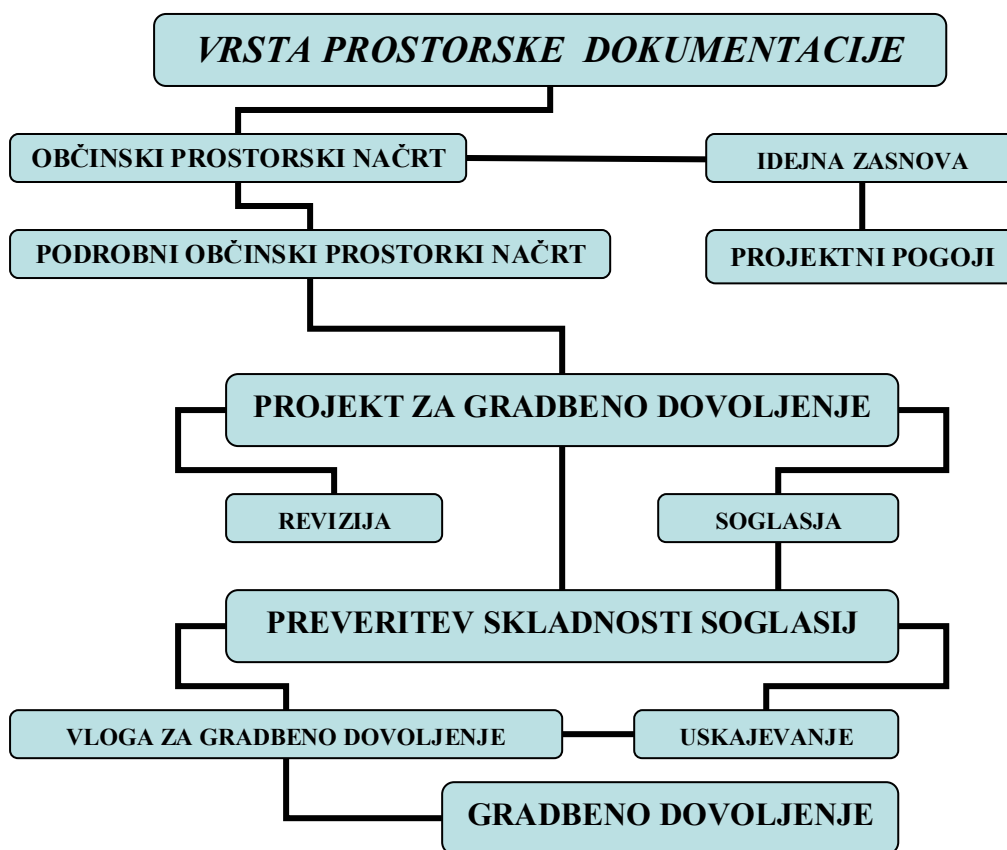 VRSTA PROSTORSKE DOKUMENTACIJE
OBČINSKI PROSTORSKI NAČRT
IDEJNA ZASNOVA
PODROBNI OBČINSKI PROSTORKI NAČRT
PROJEKTNI POGOJI
PROJEKT ZA GRADBENO DOVOLJENJE
REVIZIJA
SOGLASJA
PREVERITEV SKLADNOSTI SOGLASIJ
VLOGA ZA GRADBENO DOVOLJENJE
USKAJEVANJE
GRADBENO DOVOLJENJE